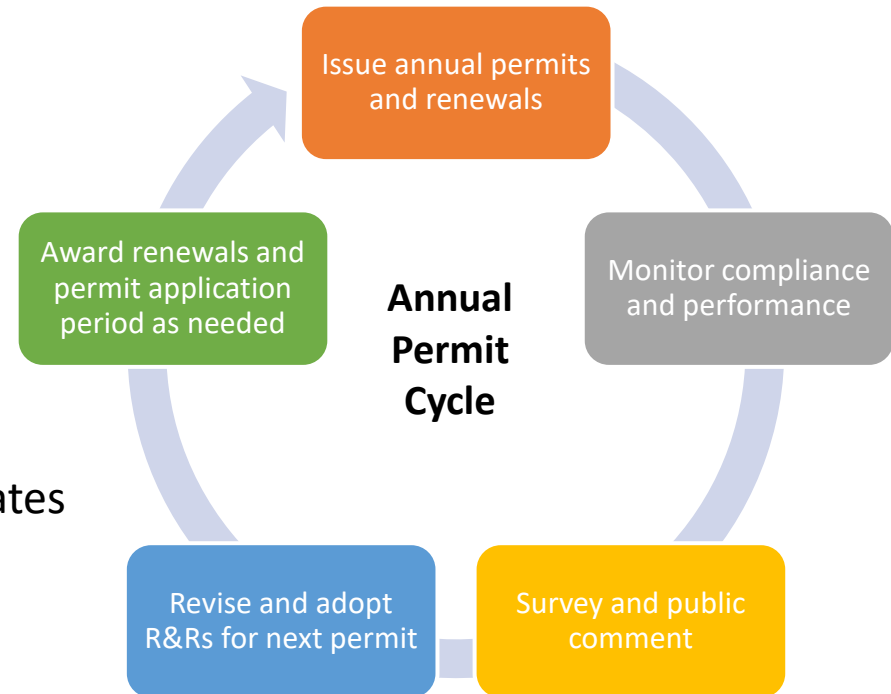 Issue annual permits
and renewals
Monitor compliance
and performance
Survey and public
comment
Revise and adopt
R&Rs for next permit
Award renewals and
permit application
period as needed
Annual
Permit
Cycle